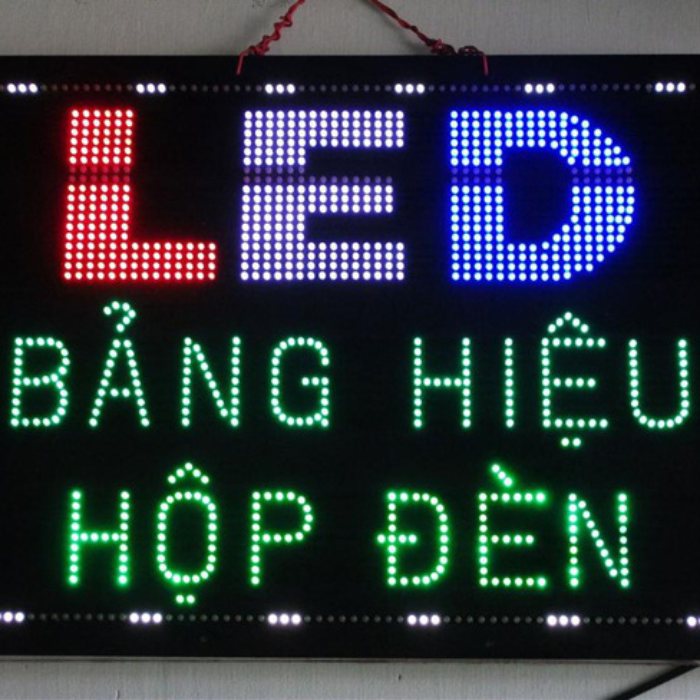 LED
BẢNG HIỆU
HỘP ĐÈN